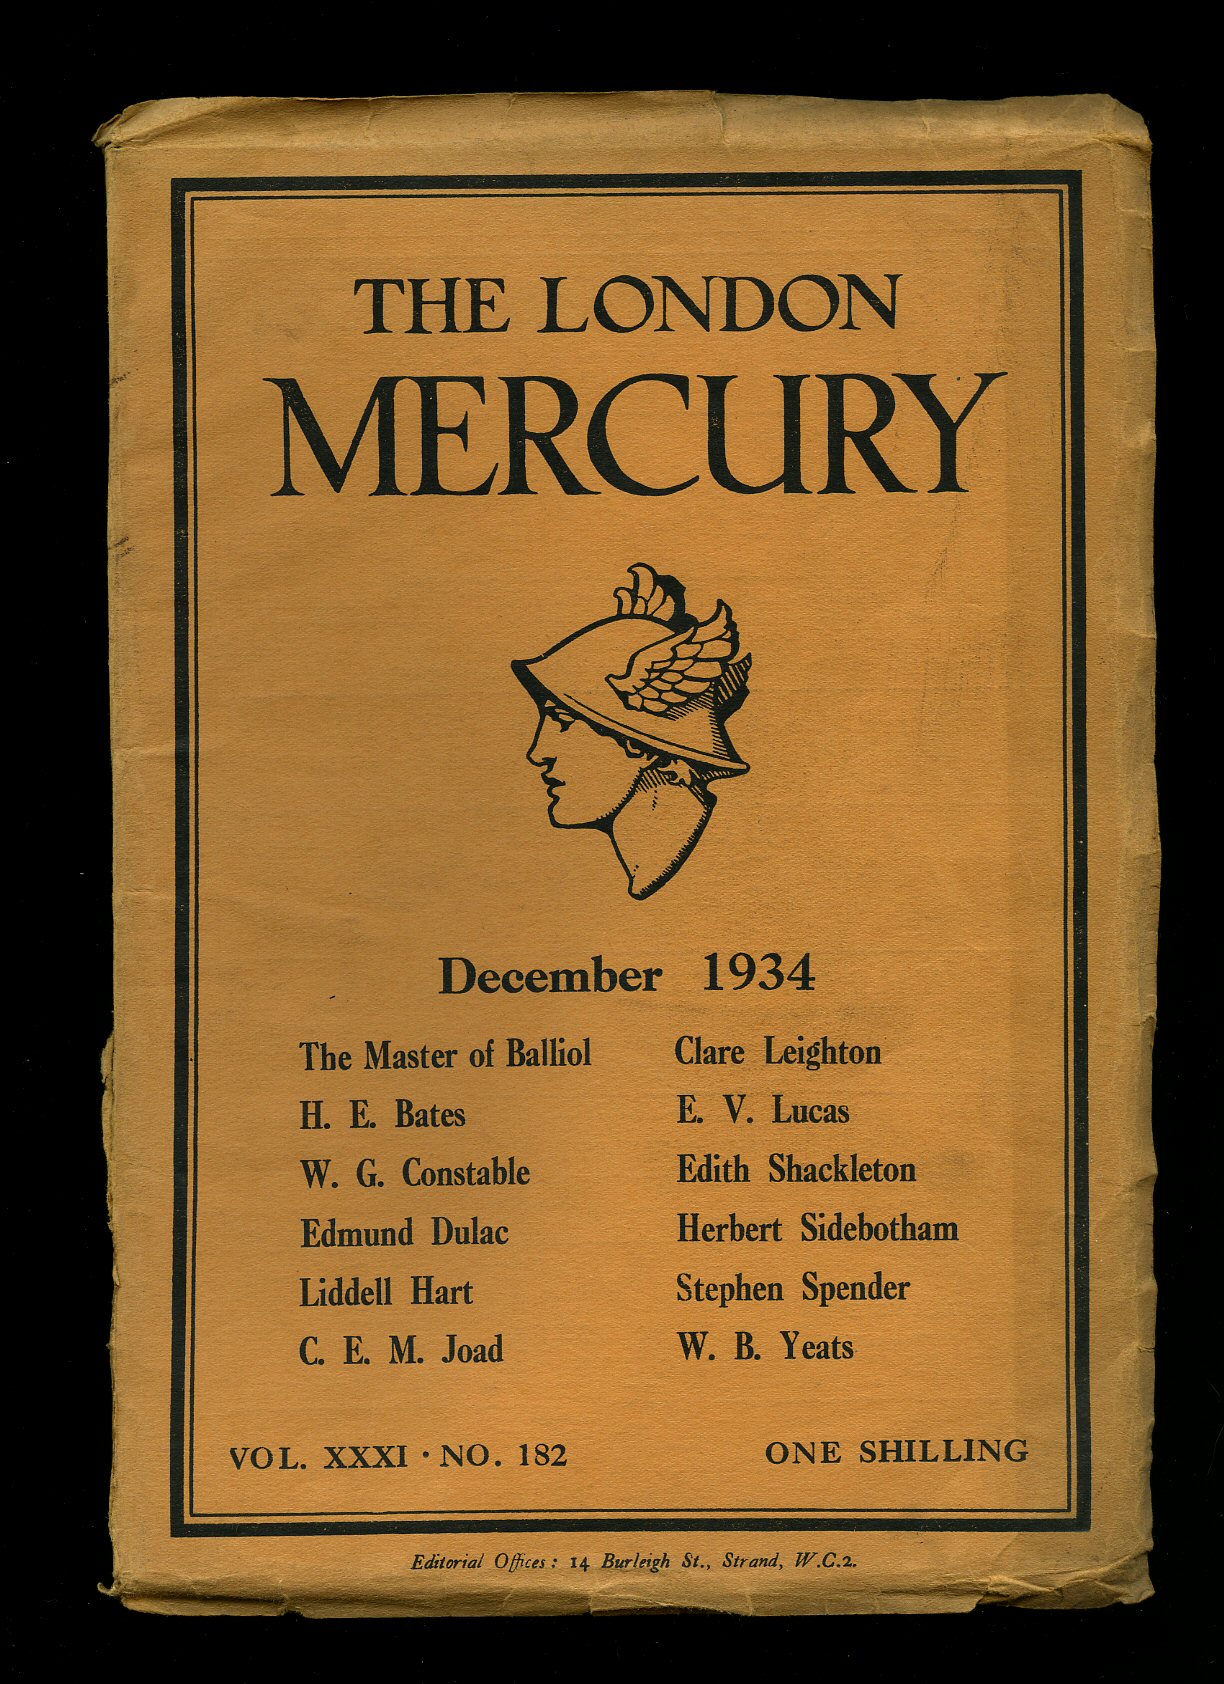 THE LONDON
MERCURY
December 1934
The Master of Balliol
H. E. Bates
W. G. Constable
Edmund Dulac
Liddell Hart
C. E. M. Joad
Clare Leighton
E. V. Lucas
Edith Shackleton
Herbert Sidebotham
Stephen Spender
W. B. Yeats
VOL. XXXI · NO. 182
ONE SHILLING
Editorial Offices: 14 Burleigh St., Strand, W.C.2.